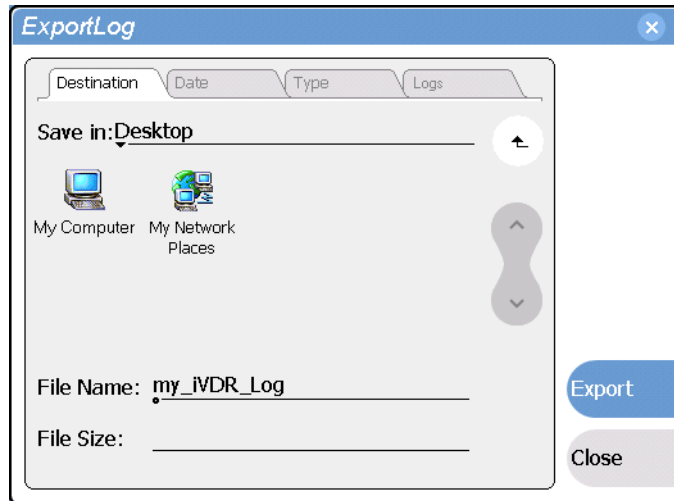 ExportLog
Destination Date Type Logs
Save in:Desktop
My Computer My Network
Places
File Name: my_iVDR_Log
Export
File Size:
Close